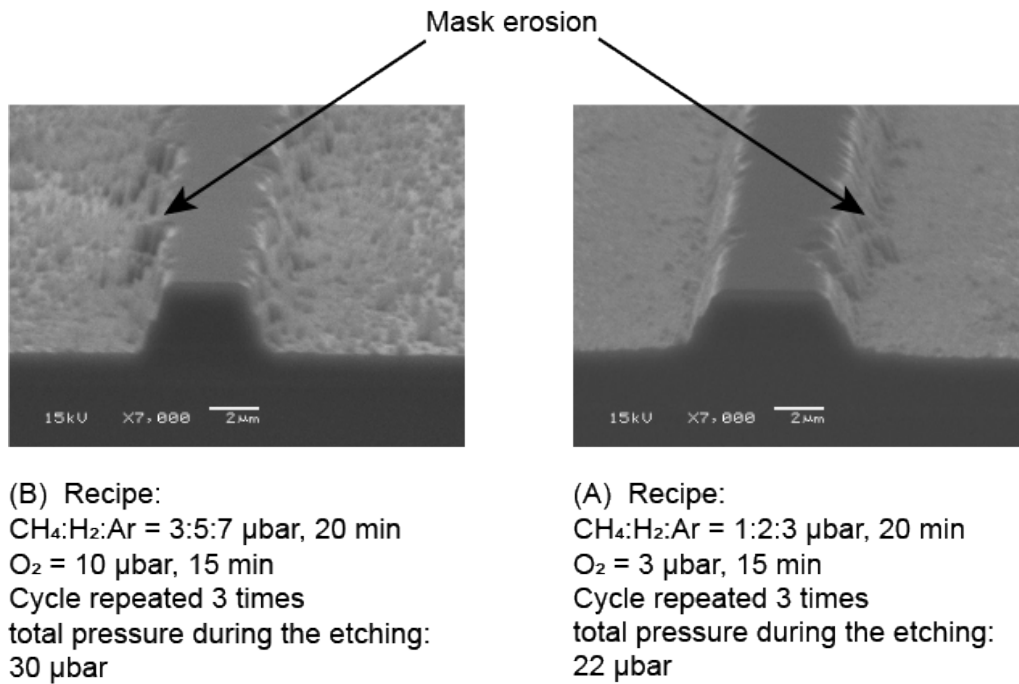 Mask erosion
15kV X7,000 2µm
15kV X7,000 2µm
(B) Recipe:
CH₄:H₂:Ar = 3:5:7 µbar, 20 min
O₂ = 10 µbar, 15 min
Cycle repeated 3 times
total pressure during the etching:
30 µbar
(A) Recipe:
CH₄:H₂:Ar = 1:2:3 µbar, 20 min
O₂ = 3 µbar, 15 min
Cycle repeated 3 times
total pressure during the etching:
22 µbar